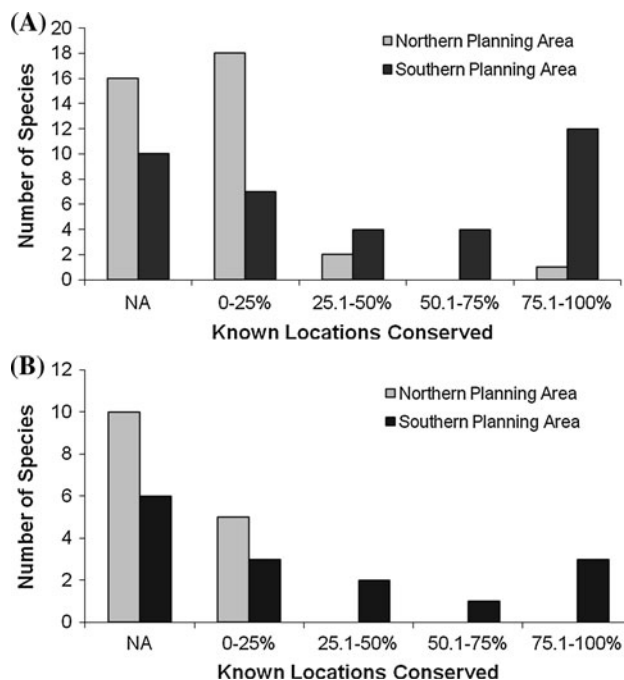 (A)
20
18
16
14
12
10
8
6
4
2
0
Number of Species
Northern Planning Area
Southern Planning Area
NA 0-25% 25.1-50% 50.1-75% 75.1-100%
Known Locations Conserved
(B)
12
10
8
6
4
2
0
Number of Species
Northern Planning Area
Southern Planning Area
NA 0-25% 25.1-50% 50.1-75% 75.1-100%
Known Locations Conserved